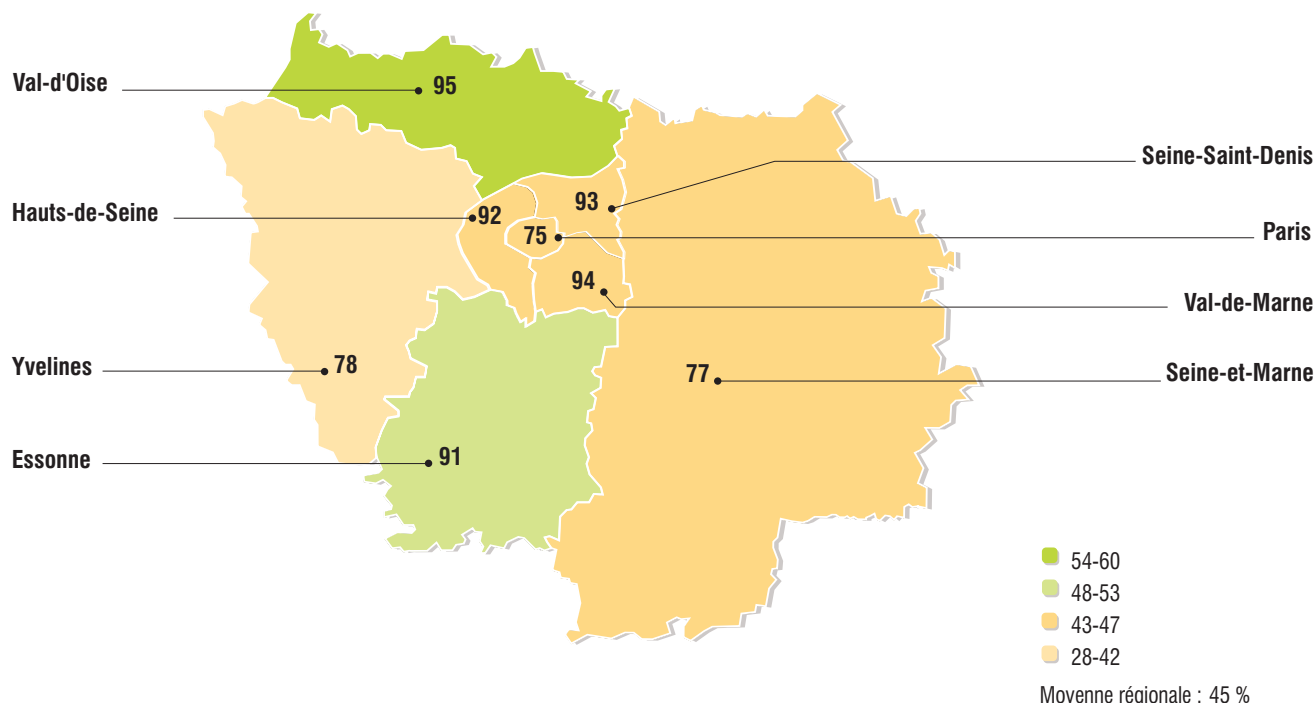 Val-d'Oise
95
Seine-Saint-Denis
93
Hauts-de-Seine
92
75
Paris
94
Val-de-Marne
Yvelines
78
77
Seine-et-Marne
Essonne
91
54-60
48-53
43-47
28-42
Moyenne régionale : 45 %